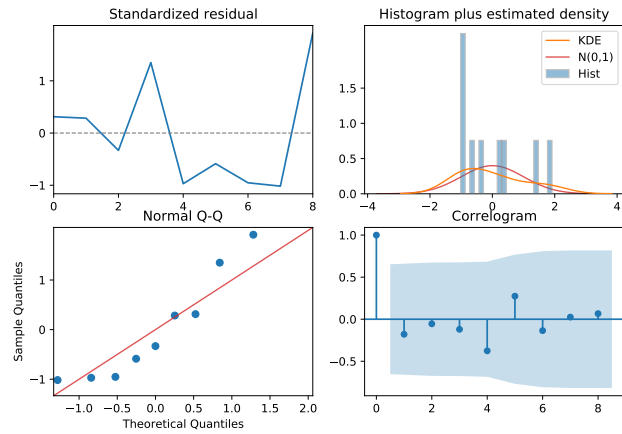 Standardized residual
1
0
−1
0 2 4 6 8
Histogram plus estimated density
KDE
N(0,1)
Hist
1.5
1.0
0.5
0.0
−4 −2 0 2 4
Normal Q-Q
Sample Quantiles
1
0
−1
−1.0 −0.5 0.0 0.5 1.0 1.5 2.0
Theoretical Quantiles
Correlogram
1.0
0.5
0.0
−0.5
0 2 4 6 8